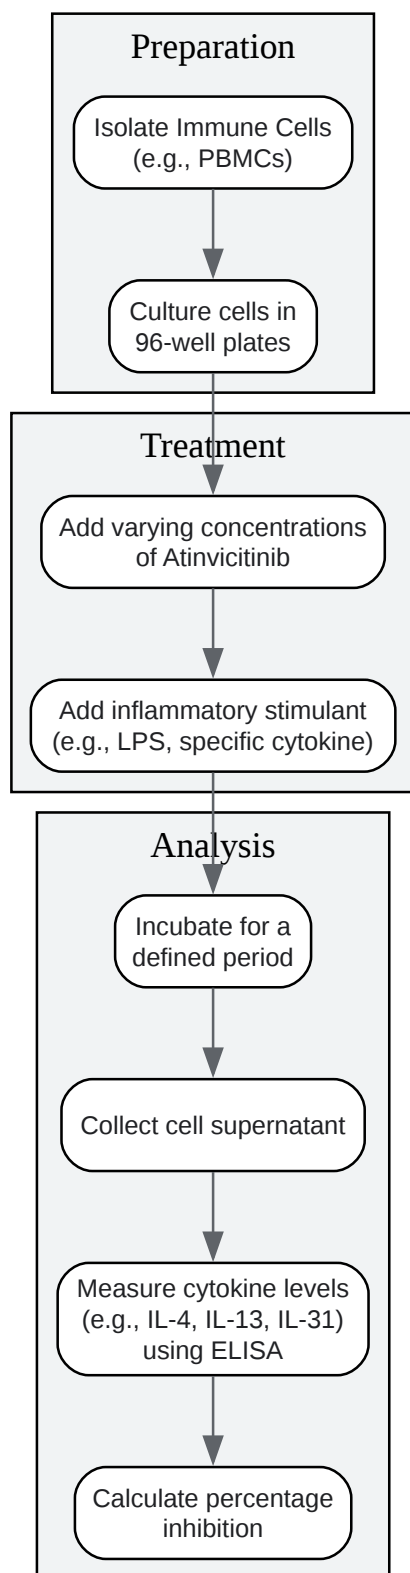 Preparation
Isolate Immune Cells
(e.g., PBMCs)
Culture cells in
96-well plates
Treatment
Add varying concentrations
of Atinvicitinib
Add inflammatory stimulant
(e.g., LPS, specific cytokine)
Analysis
Incubate for a
defined period
Collect cell supernatant
Measure cytokine levels
(e.g., IL-4, IL-13, IL-31)
using ELISA
Calculate percentage
inhibition